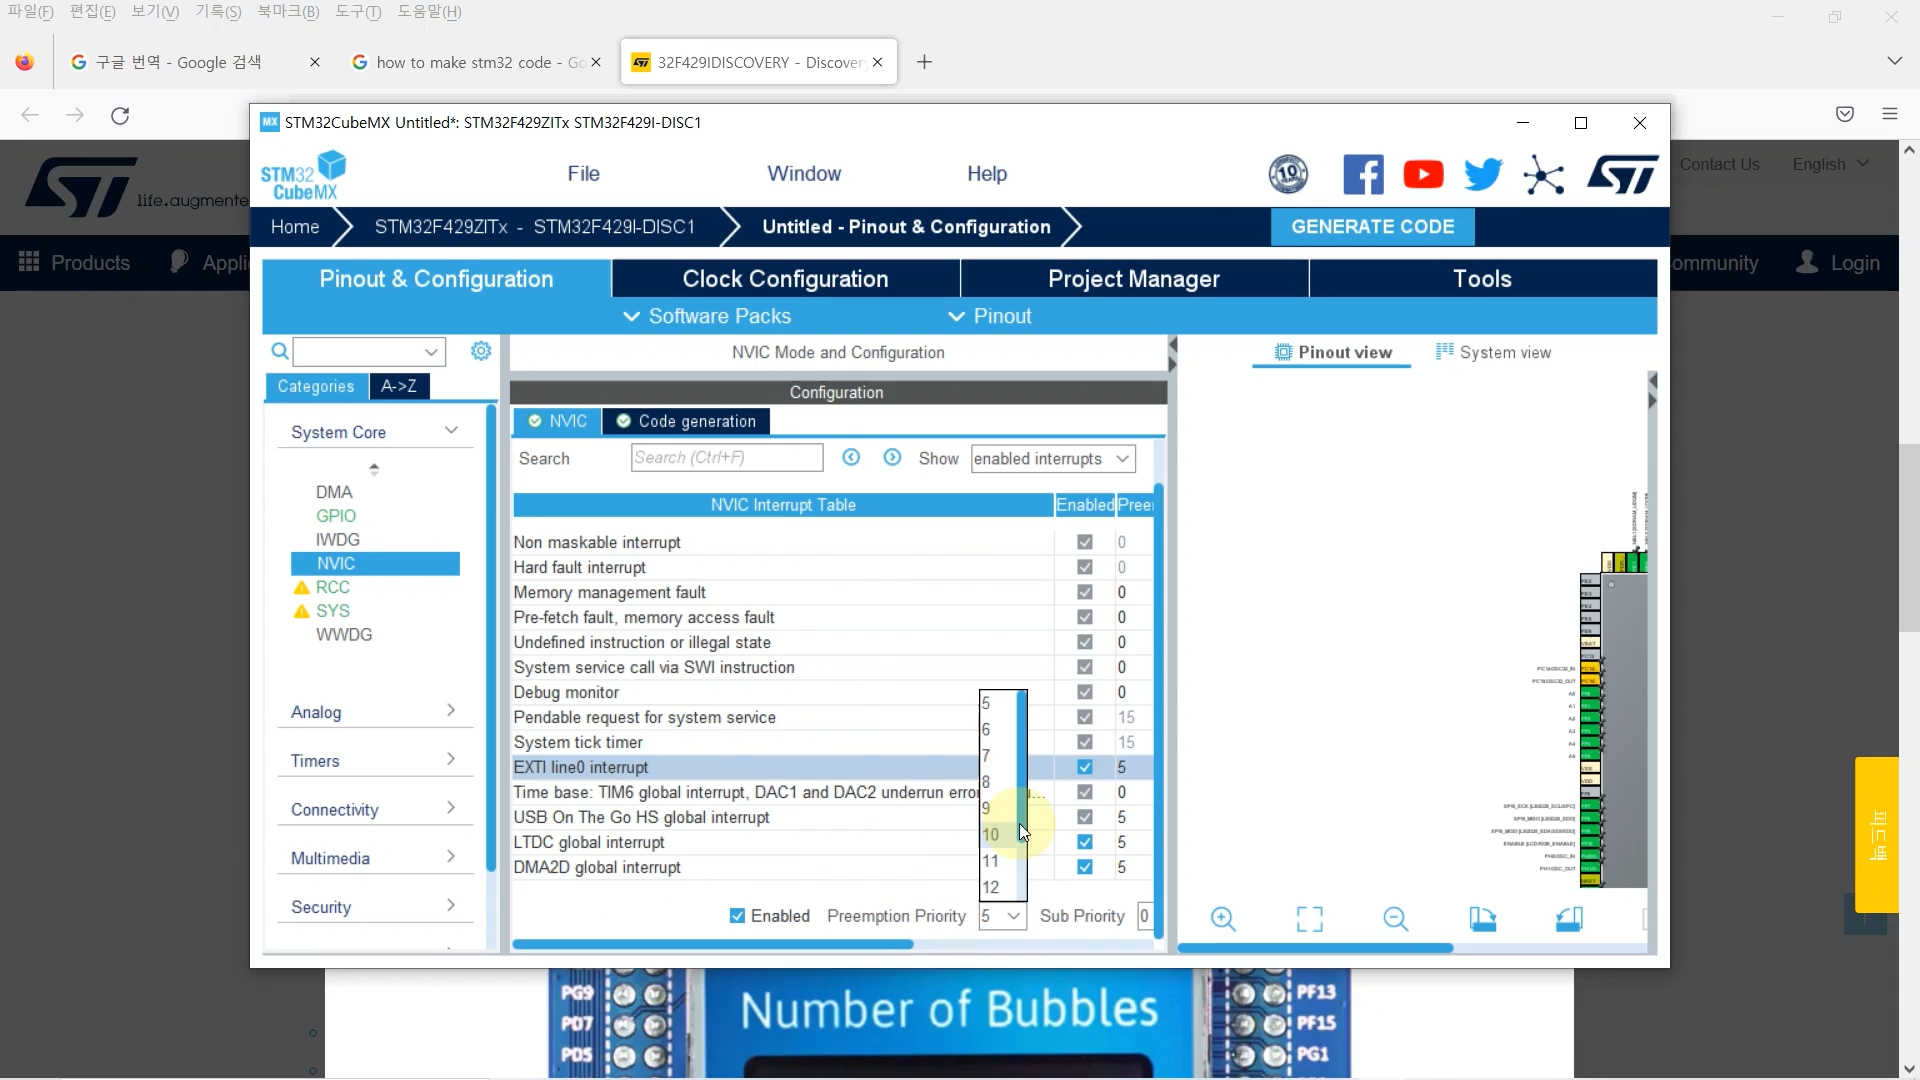 파일(F) 편집(E) 보기(V) 기록(S) 북마크(B) 도구(T) 도움말(H)
구글 번역 - Google 검색
how to make stm32 code - Go
32F429IDISCOVERY - Discover
life.augmente
Contact Us English
Products Appli
ommunity Login
MX STM32CubeMX Untitled*: STM32F429ZITx STM32F429I-DISC1
STM32 CubeMX
File Window Help
10
Home STM32F429ZITx - STM32F429I-DISC1 Untitled - Pinout & Configuration GENERATE CODE
Pinout & Configuration Clock Configuration Project Manager Tools
Software Packs Pinout
NVIC Mode and Configuration
Pinout view System view
Categories A->Z
Configuration
System Core
DMA
GPIO
IWDG
NVIC
RCC
SYS
WWDG
Analog
Timers
Connectivity
Multimedia
Security
NVIC Code generation
Search Search (Ctrl+F) Show enabled interrupts
NVIC Interrupt Table Enabled Preer
Non maskable interrupt 0
Hard fault interrupt 0
Memory management fault 0
Pre-fetch fault, memory access fault 0
Undefined instruction or illegal state 0
System service call via SWI instruction 0
Debug monitor 0
Pendable request for system service 15
System tick timer 15
EXTI line0 interrupt 5
Time base: TIM6 global interrupt, DAC1 and DAC2 underrun error
USB On The Go HS global interrupt 5
LTDC global interrupt 5
DMA2D global interrupt 5
5
6
7
8
9
10
11
12
Enabled Preemption Priority 5 Sub Priority 0
피드백
PG9 PF13
PD7 PF15
PD5 PG1
Number of Bubbles